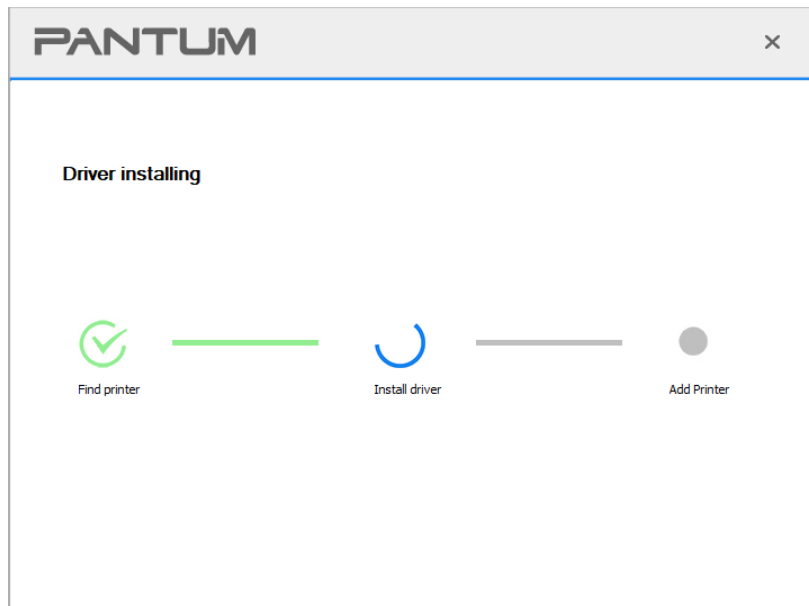 PANTUM
Driver installing
Find printer
Install driver
Add Printer